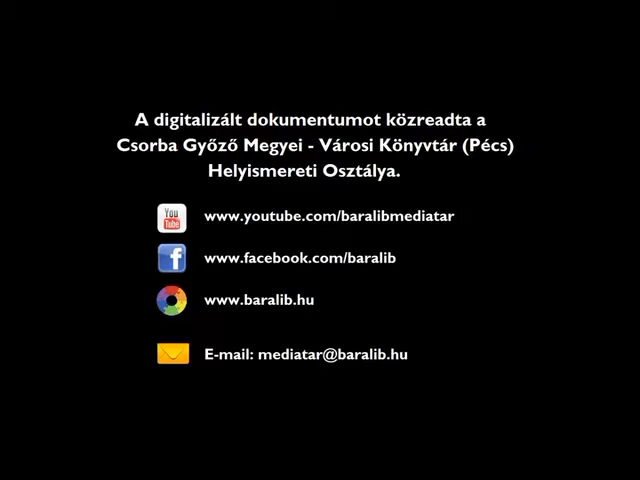 A digitalizált dokumentumot közreadta a
Csorba Győző Megyei - Városi Könyvtár (Pécs)
Helyismereti Osztálya.
You Tube www.youtube.com/baralibmediatar
f www.facebook.com/baralib
www.baralib.hu
E-mail: mediatar@baralib.hu